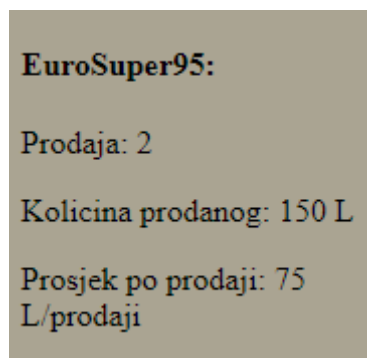 EuroSuper95:
Prodaja: 2
Kolicina prodanog: 150 L
Prosjek po prodaji: 75
L/prodaji